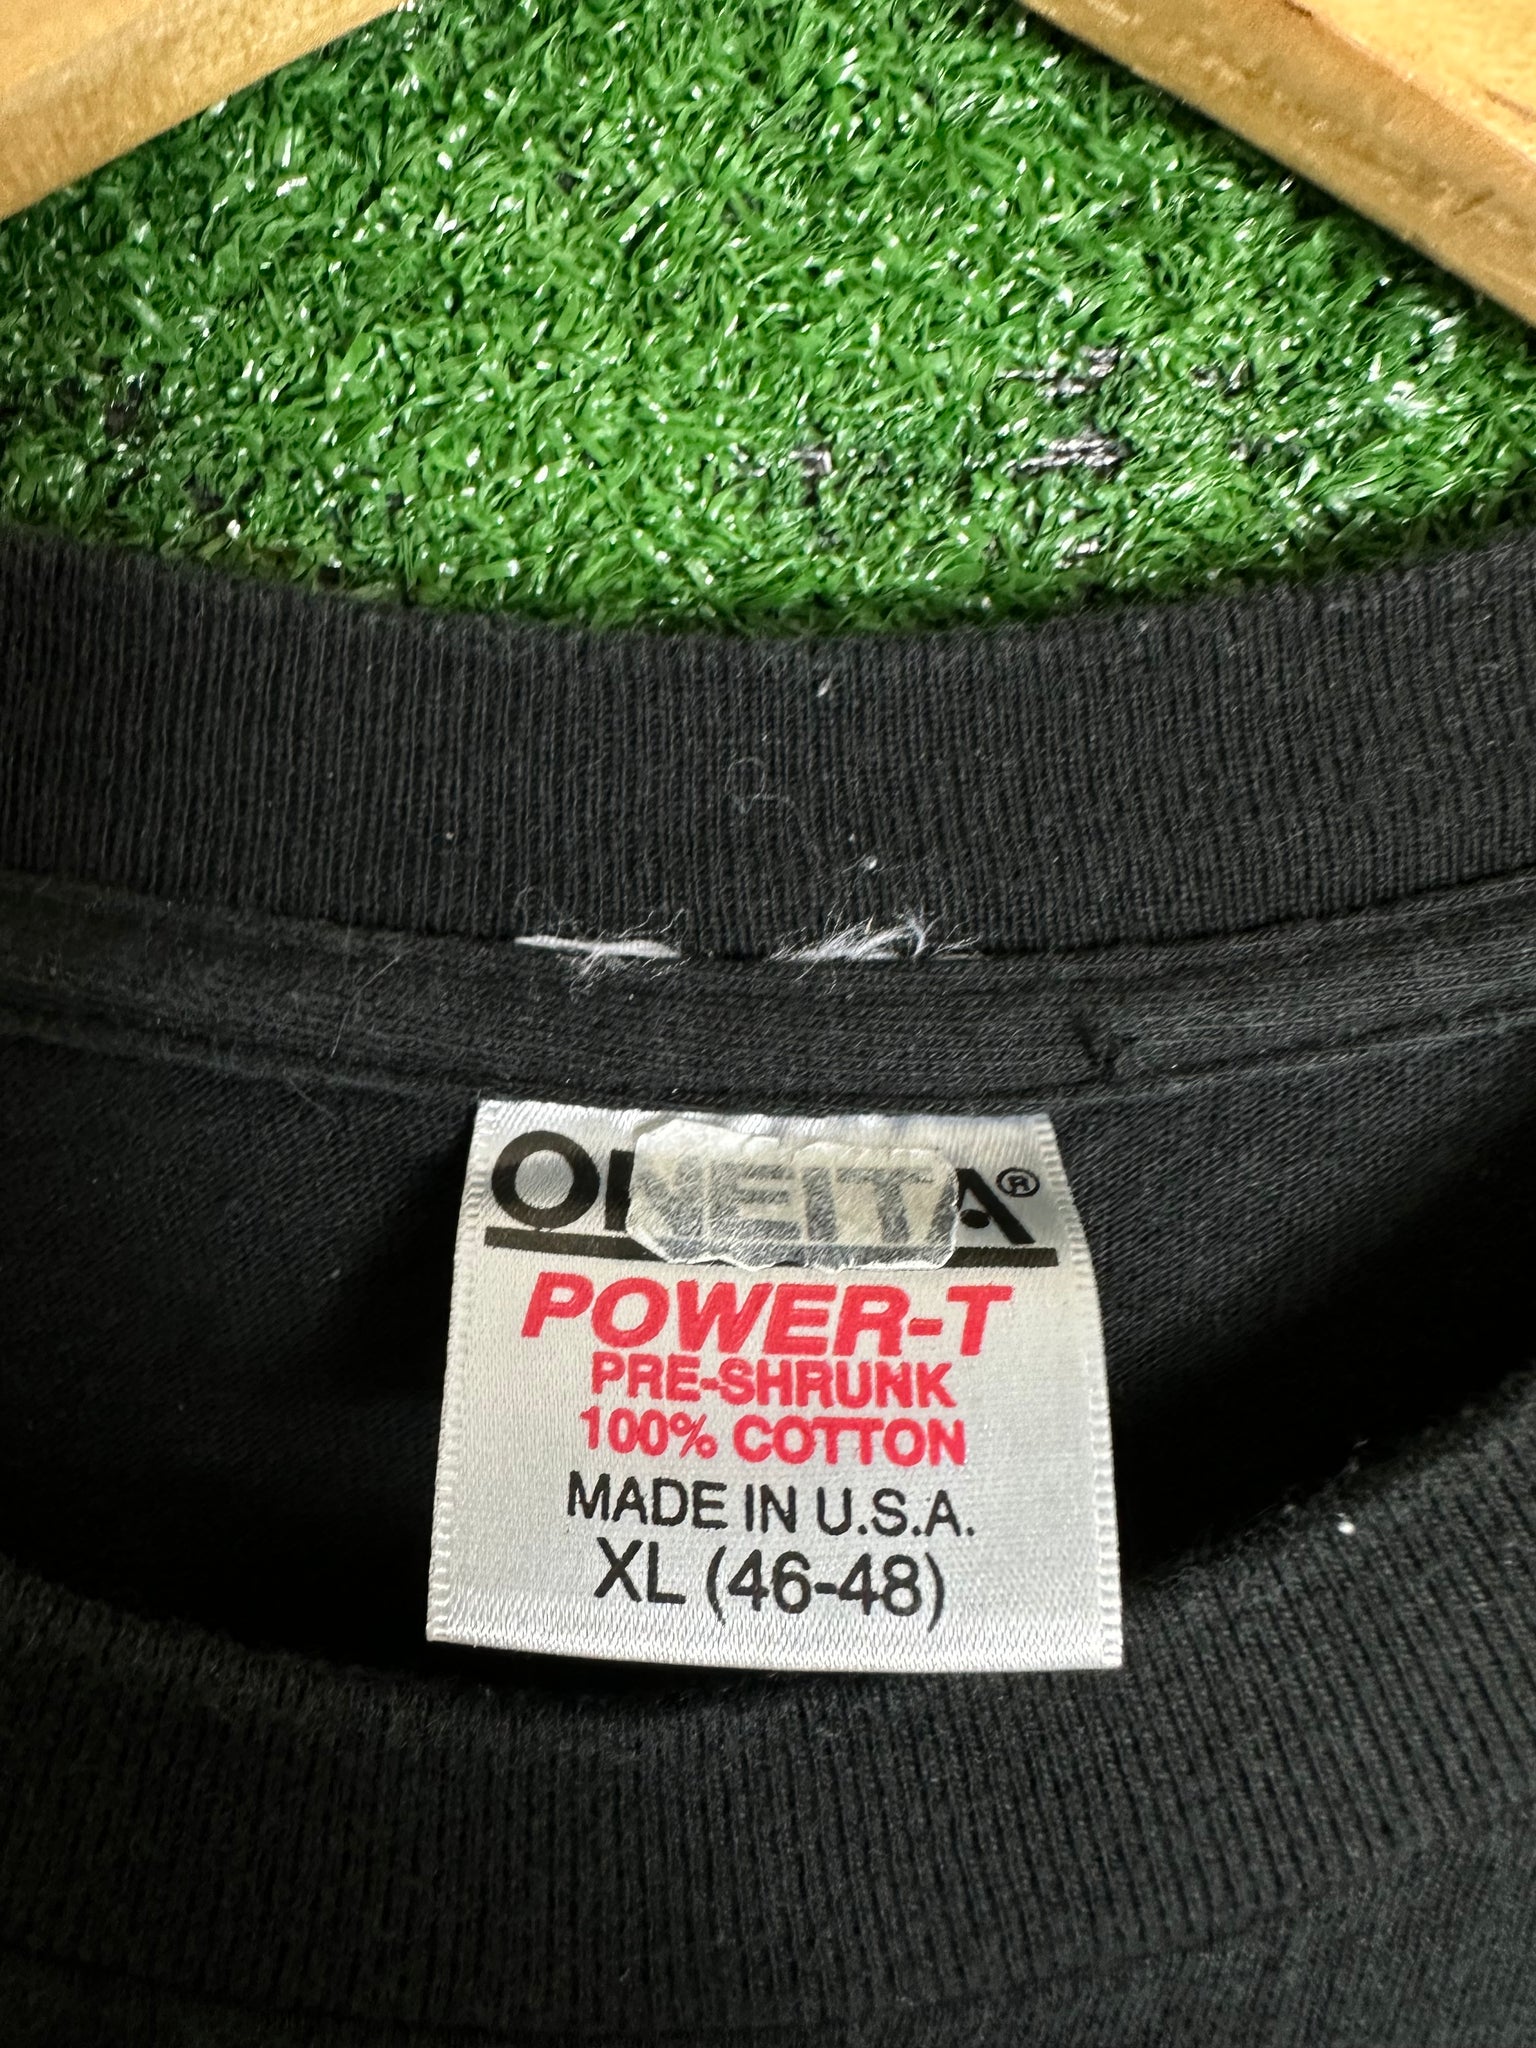 ONEITA®
POWER-T
PRE-SHRUNK
100% COTTON
MADE IN U.S.A.
XL (46-48)